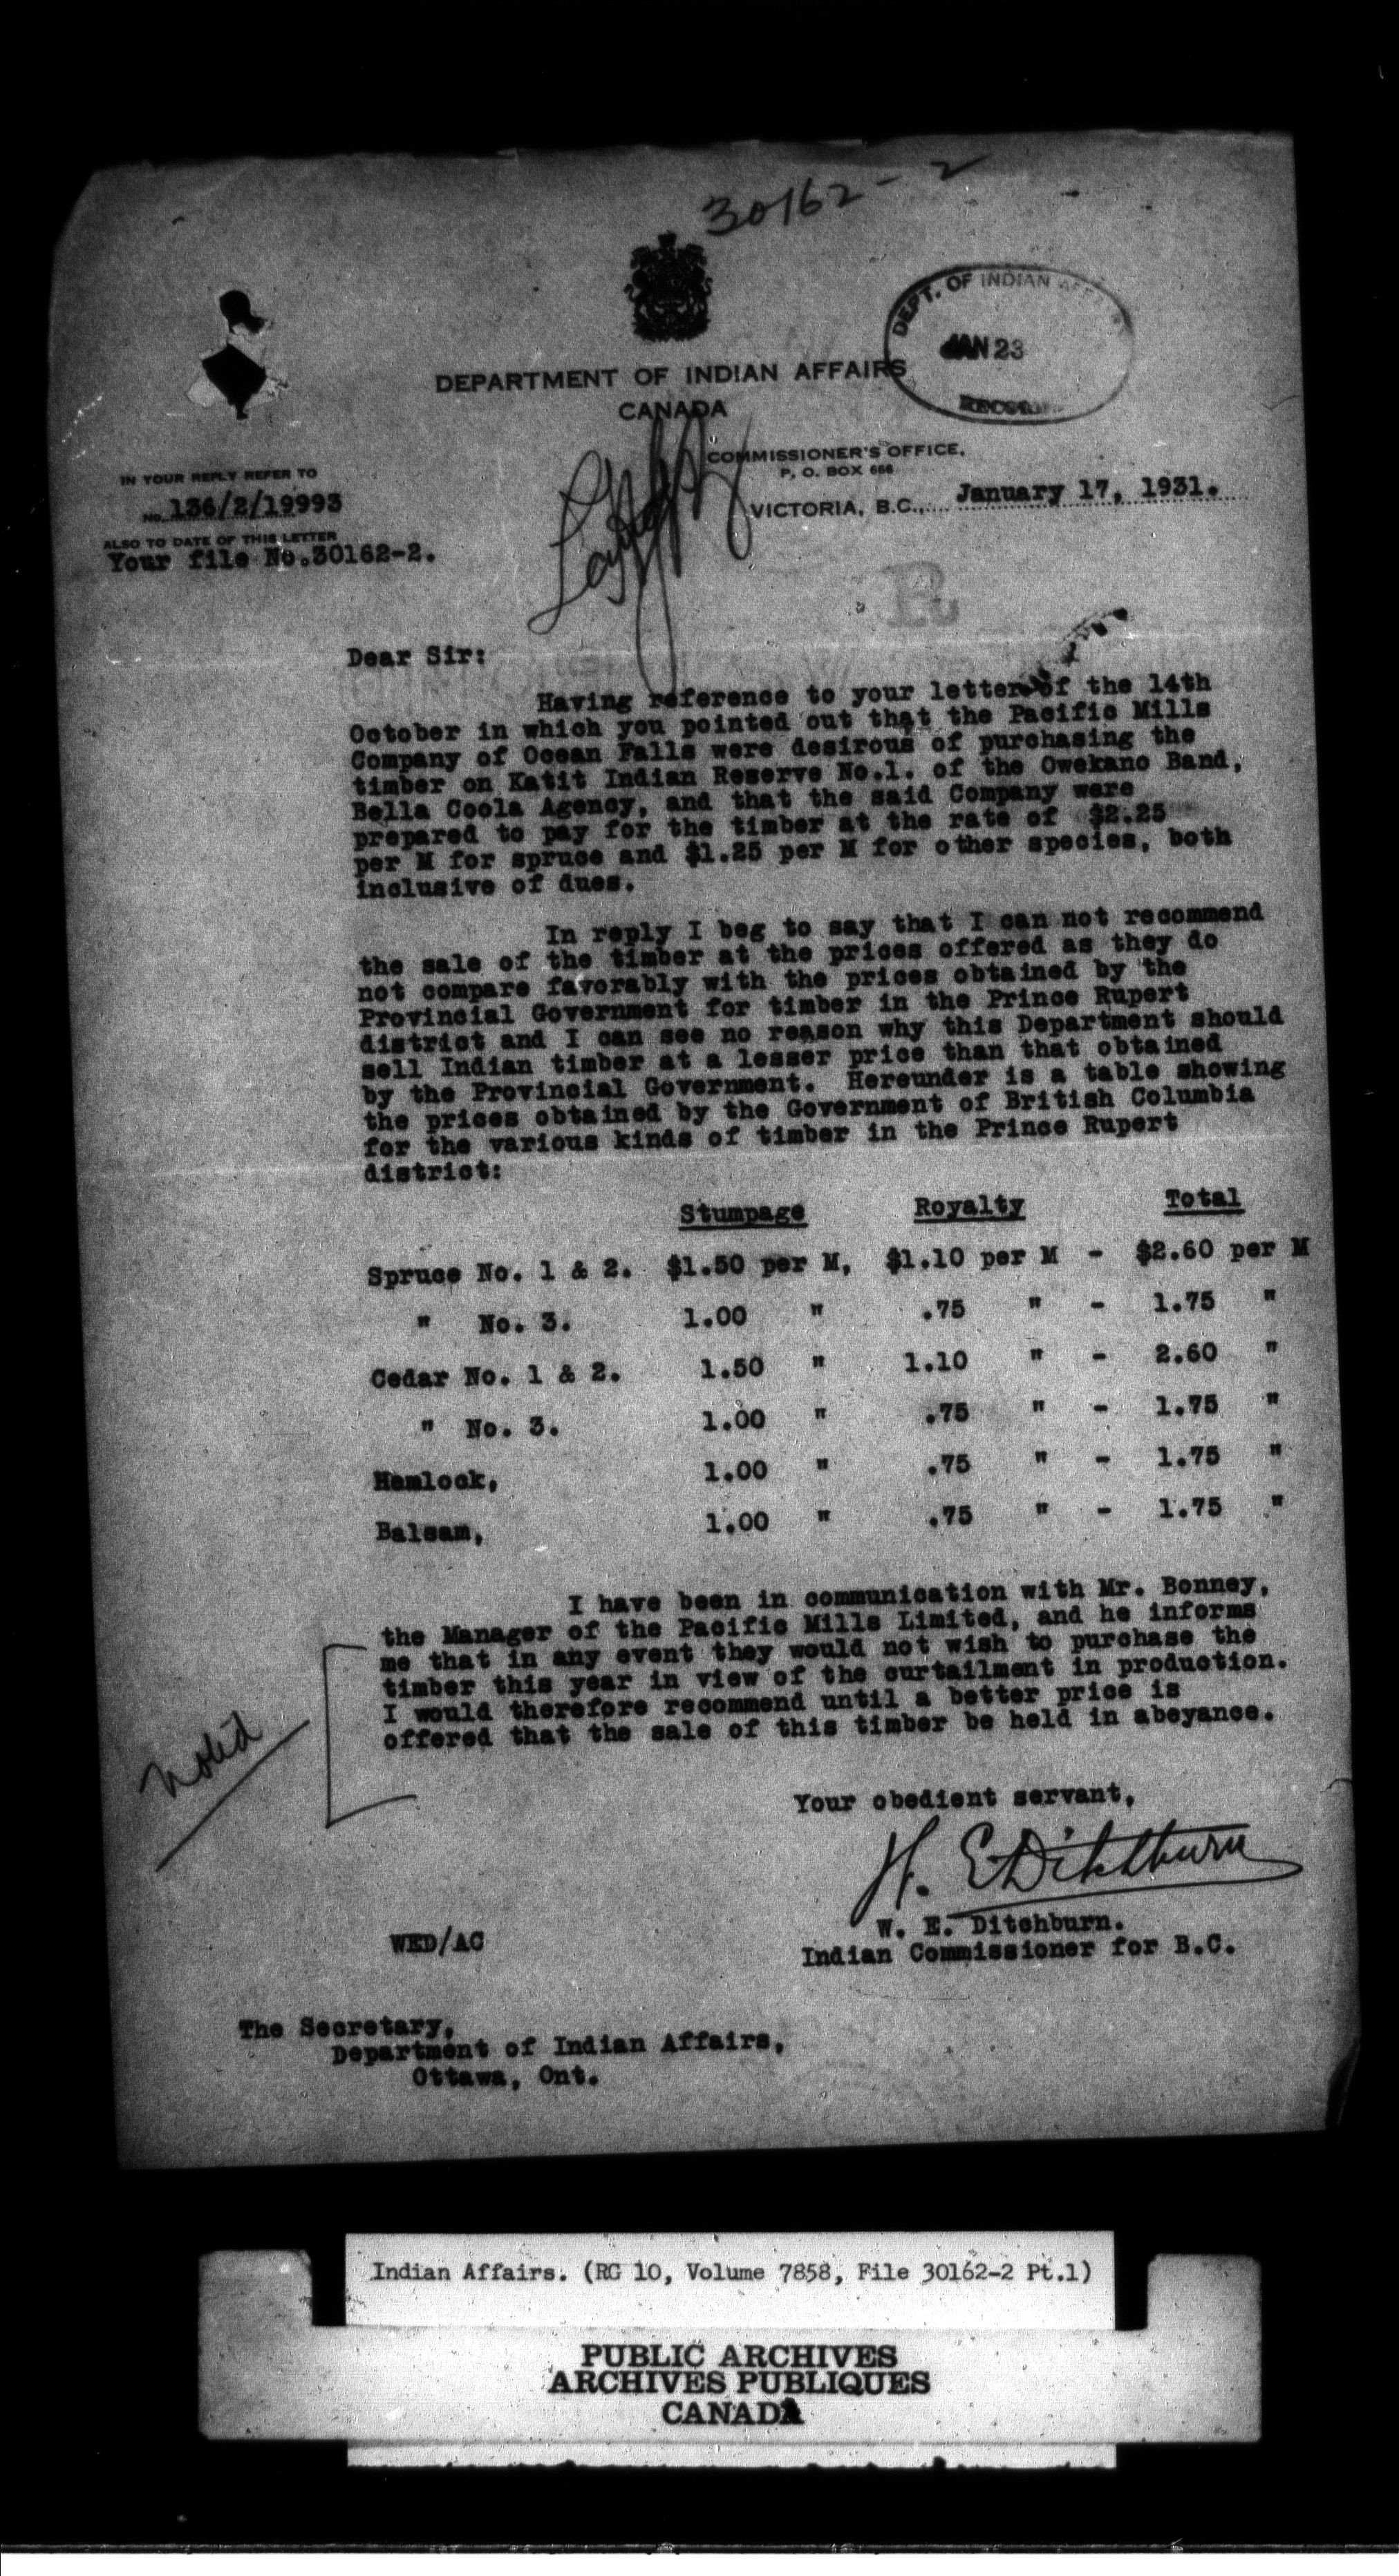 30162-2
DEPT. OF INDIAN AFFAIRS
JAN 23
DEPARTMENT OF INDIAN AFFAIRS
CANADA
COMMISSIONER'S OFFICE,
P. O. BOX 666
IN YOUR REPLY REFER TO
No. 136/2/19993
VICTORIA, B.C., January 17, 1931.
ALSO TO DATE OF THIS LETTER
Your file No.30162-2.
Dear Sir:
Having reference to your letter of the 14th
October in which you pointed out that the Pacific Mills
Company of Ocean Falls were desirous of purchasing the
timber on Katit Indian Reserve No.1. of the Owekano Band,
Bella Coola Agency, and that the said Company were
prepared to pay for the timber at the rate of $2.25
per M for spruce and $1.25 per M for other species, both
inclusive of dues.
In reply I beg to say that I can not recommend
the sale of the timber at the prices offered as they do
not compare favorably with the prices obtained by the
Provincial Government for timber in the Prince Rupert
district and I can see no reason why this Department should
sell Indian timber at a lesser price than that obtained
by the Provincial Government. Hereunder is a table showing
the prices obtained by the Government of British Columbia
for the various kinds of timber in the Prince Rupert
district:
Stumpage Royalty Total
Spruce No. 1 & 2. $1.50 per M, $1.10 per M - $2.60 per M
" No. 3. 1.00 " .75 " - 1.75 "
Cedar No. 1 & 2. 1.50 " 1.10 " - 2.60 "
" No. 3. 1.00 " .75 " - 1.75 "
Hemlock, 1.00 " .75 " - 1.75 "
Balsam, 1.00 " .75 " - 1.75 "
I have been in communication with Mr. Bonney,
the Manager of the Pacific Mills Limited, and he informs
me that in any event they would not wish to purchase the
timber this year in view of the curtailment in production.
I would therefore recommend until a better price is
offered that the sale of this timber be held in abeyance.
Noted
Your obedient servant,
W. E. Ditchburn
W. E. Ditchburn.
WED/AC
Indian Commissioner for B.C.
The Secretary,
Department of Indian Affairs,
Ottawa, Ont.
Indian Affairs. (RG 10, Volume 7858, File 30162-2 Pt.1)
PUBLIC ARCHIVES
ARCHIVES PUBLIQUES
CANADA